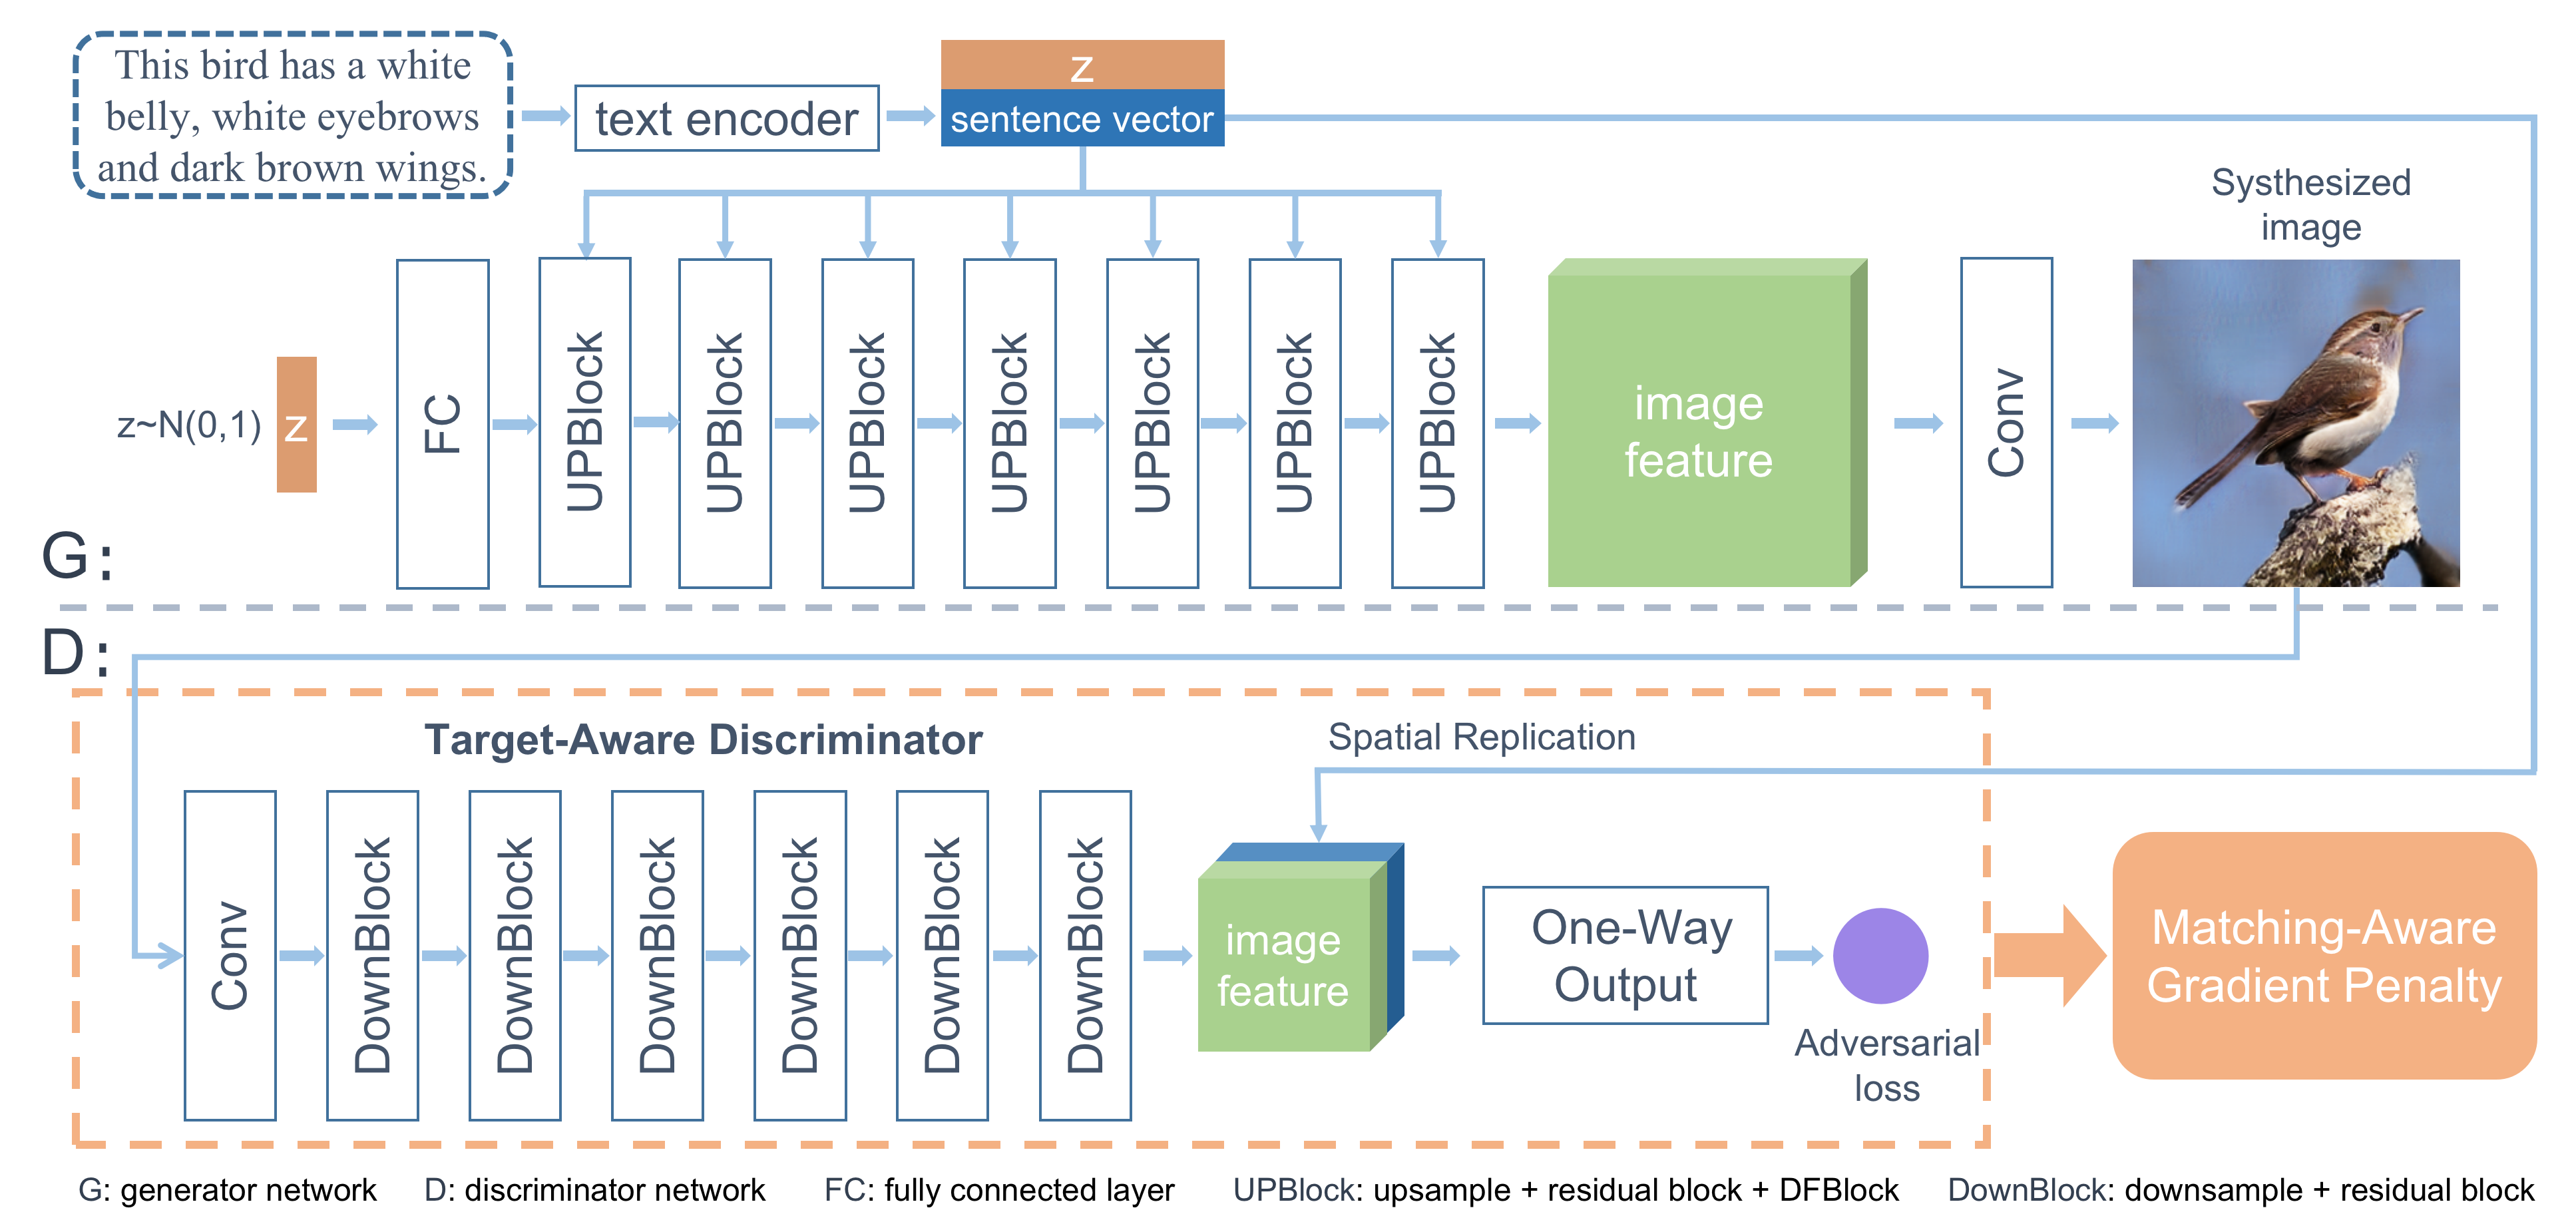 This bird has a white
belly, white eyebrows
and dark brown wings.
text encoder
z
sentence vector
Systhesized
image
z~N(0,1)
z
FC
UPBlock
UPBlock
UPBlock
UPBlock
UPBlock
UPBlock
UPBlock
image
feature
Conv
G:
D:
Target-Aware Discriminator
Spatial Replication
Conv
DownBlock
DownBlock
DownBlock
DownBlock
DownBlock
DownBlock
image
feature
One-Way
Output
Adversarial
loss
Matching-Aware
Gradient Penalty
G: generator network D: discriminator network FC: fully connected layer UPBlock: upsample + residual block + DFBlock DownBlock: downsample + residual block